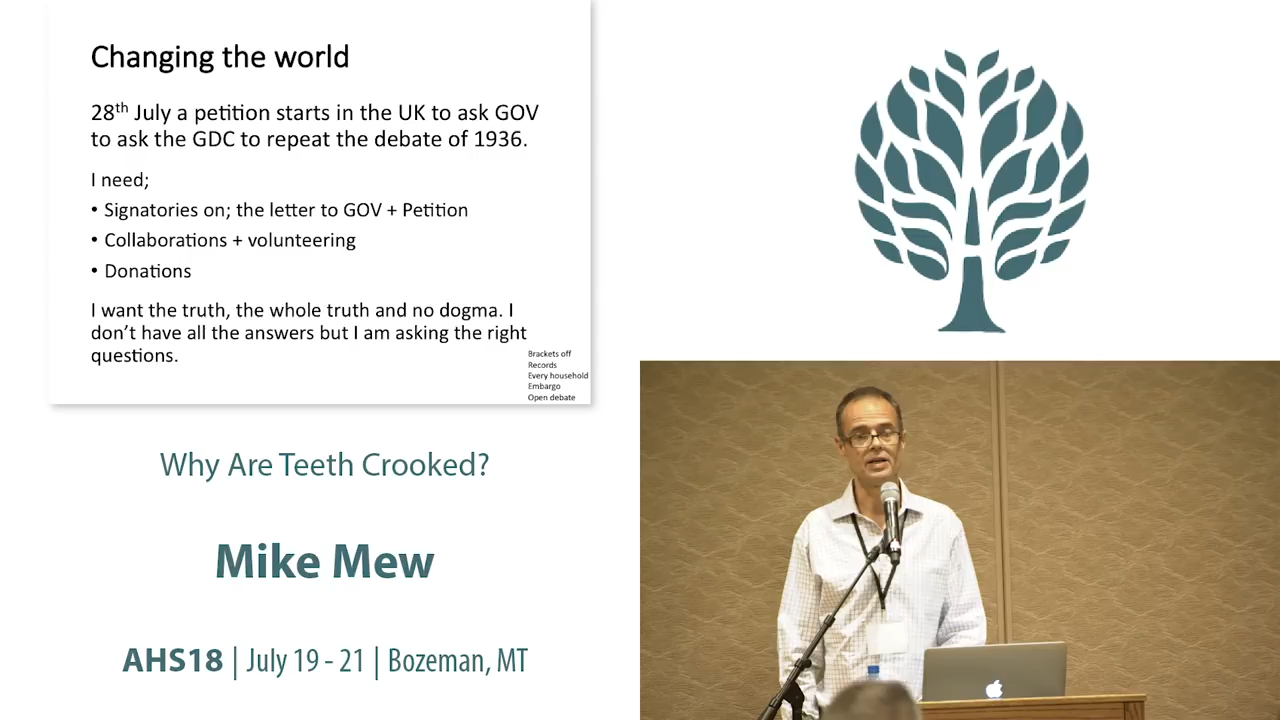 Changing the world
28th July a petition starts in the UK to ask GOV
to ask the GDC to repeat the debate of 1936.
I need;
• Signatories on; the letter to GOV + Petition
• Collaborations + volunteering
• Donations
I want the truth, the whole truth and no dogma. I
don't have all the answers but I am asking the right
questions.
Brackets off
Records
Every household
Embargo
Open debate
Why Are Teeth Crooked?
Mike Mew
AHS18 | July 19 - 21 | Bozeman, MT